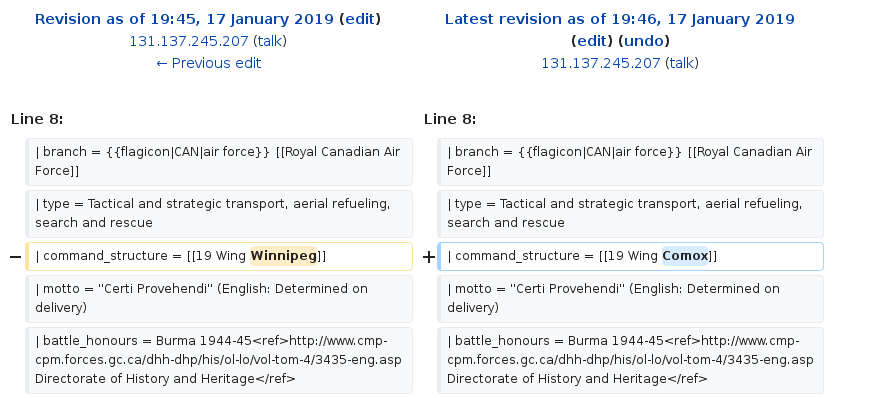 Revision as of 19:45, 17 January 2019 (edit)
131.137.245.207 (talk)
← Previous edit
Latest revision as of 19:46, 17 January 2019
(edit) (undo)
131.137.245.207 (talk)
Line 8:
Line 8:
| branch = {{flagicon|CAN|air force}} [[Royal Canadian Air
Force]]
| branch = {{flagicon|CAN|air force}} [[Royal Canadian Air
Force]]
| type = Tactical and strategic transport, aerial refueling,
search and rescue
| type = Tactical and strategic transport, aerial refueling,
search and rescue
− | command_structure = [[19 Wing Winnipeg]]
+ | command_structure = [[19 Wing Comox]]
| motto = "Certi Provehendi" (English: Determined on
delivery)
| motto = "Certi Provehendi" (English: Determined on
delivery)
| battle_honours = Burma 1944-45<ref>http://www.cmp-
cpm.forces.gc.ca/dhh-dhp/his/ol-lo/vol-tom-4/3435-eng.asp
Directorate of History and Heritage</ref>
| battle_honours = Burma 1944-45<ref>http://www.cmp-
cpm.forces.gc.ca/dhh-dhp/his/ol-lo/vol-tom-4/3435-eng.asp
Directorate of History and Heritage</ref>